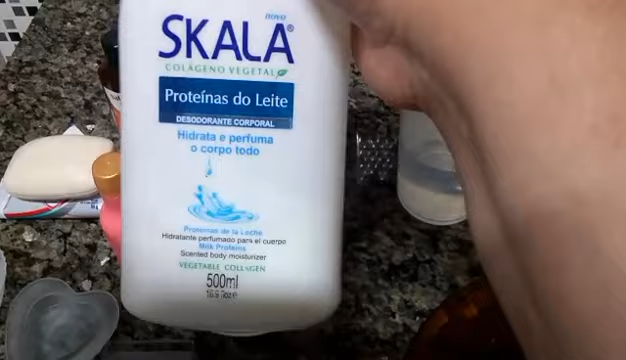 novo
SKALA®
COLÁGENO VEGETAL
Proteínas do Leite
DESODORANTE CORPORAL
Hidrata e perfuma
o corpo todo
Proteínas de la Leche
Hidratante perfumado para el cuerpo
Milk Proteins
Scented body moisturizer
VEGETABLE COLLAGEN
500ml